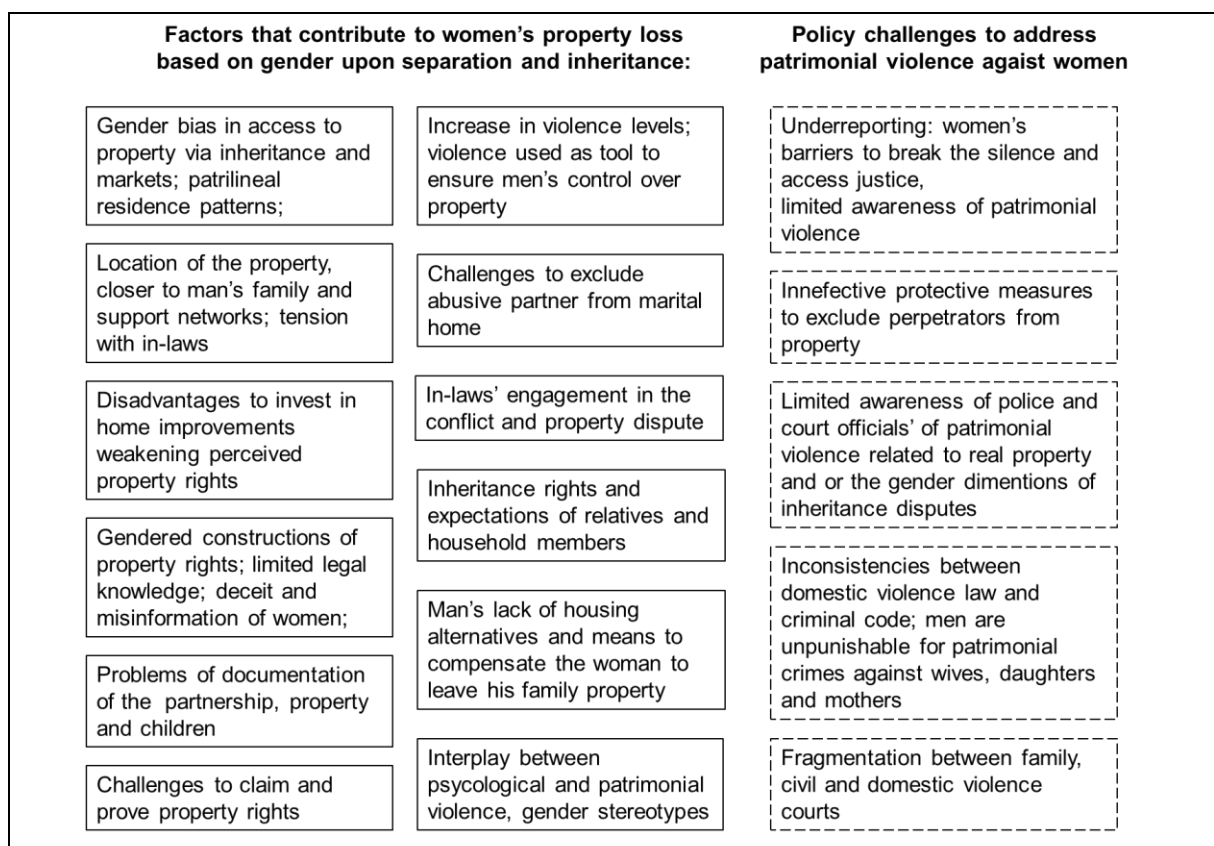 Factors that contribute to women's property loss
based on gender upon separation and inheritance:
Gender bias in access to
property via inheritance and
markets; patrilineal
residence patterns;
Location of the property,
closer to man's family and
support networks; tension
with in-laws
Disadvantages to invest in
home improvements
weakening perceived
property rights
Gendered constructions of
property rights; limited legal
knowledge; deceit and
misinformation of women;
Problems of documentation
of the partnership, property
and children
Challenges to claim and
prove property rights
Increase in violence levels;
violence used as tool to
ensure men's control over
property
Challenges to exclude
abusive partner from marital
home
In-laws' engagement in the
conflict and property dispute
Inheritance rights and
expectations of relatives and
household members
Man's lack of housing
alternatives and means to
compensate the woman to
leave his family property
Interplay between
psycological and patrimonial
violence, gender stereotypes
Policy challenges to address
patrimonial violence agaist women
Underreporting: women's
barriers to break the silence and
access justice,
limited awareness of patrimonial
violence
Innefective protective measures
to exclude perpetrators from
property
Limited awareness of police and
court officials' of patrimonial
violence related to real property
and or the gender dimentions of
inheritance disputes
Inconsistencies between
domestic violence law and
criminal code; men are
unpunishable for patrimonial
crimes against wives, daughters
and mothers
Fragmentation between family,
civil and domestic violence
courts